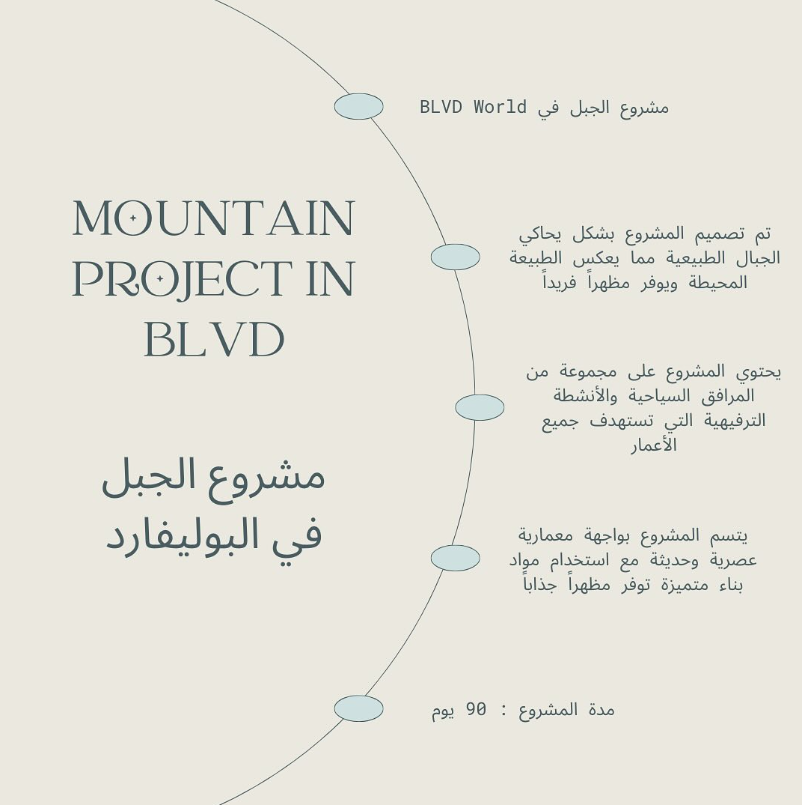 MOUNTAIN
PROJECT IN
BLVD
مشروع الجبل
في البوليفارد
مشروع الجبل في BLVD World
تم تصميم المشروع بشكل يحاكي
الجبال الطبيعية مما يعكس الطبيعة
المحيطة ويوفر مظهراً فريداً
يحتوي المشروع على مجموعة من
المرافق السياحية والأنشطة
الترفيهية التي تستهدف جميع
الأعمار
يتسم المشروع بواجهة معمارية
عصرية وحديثة مع استخدام مواد
بناء متميزة توفر مظهراً جذاباً
مدة المشروع : 90 يوم